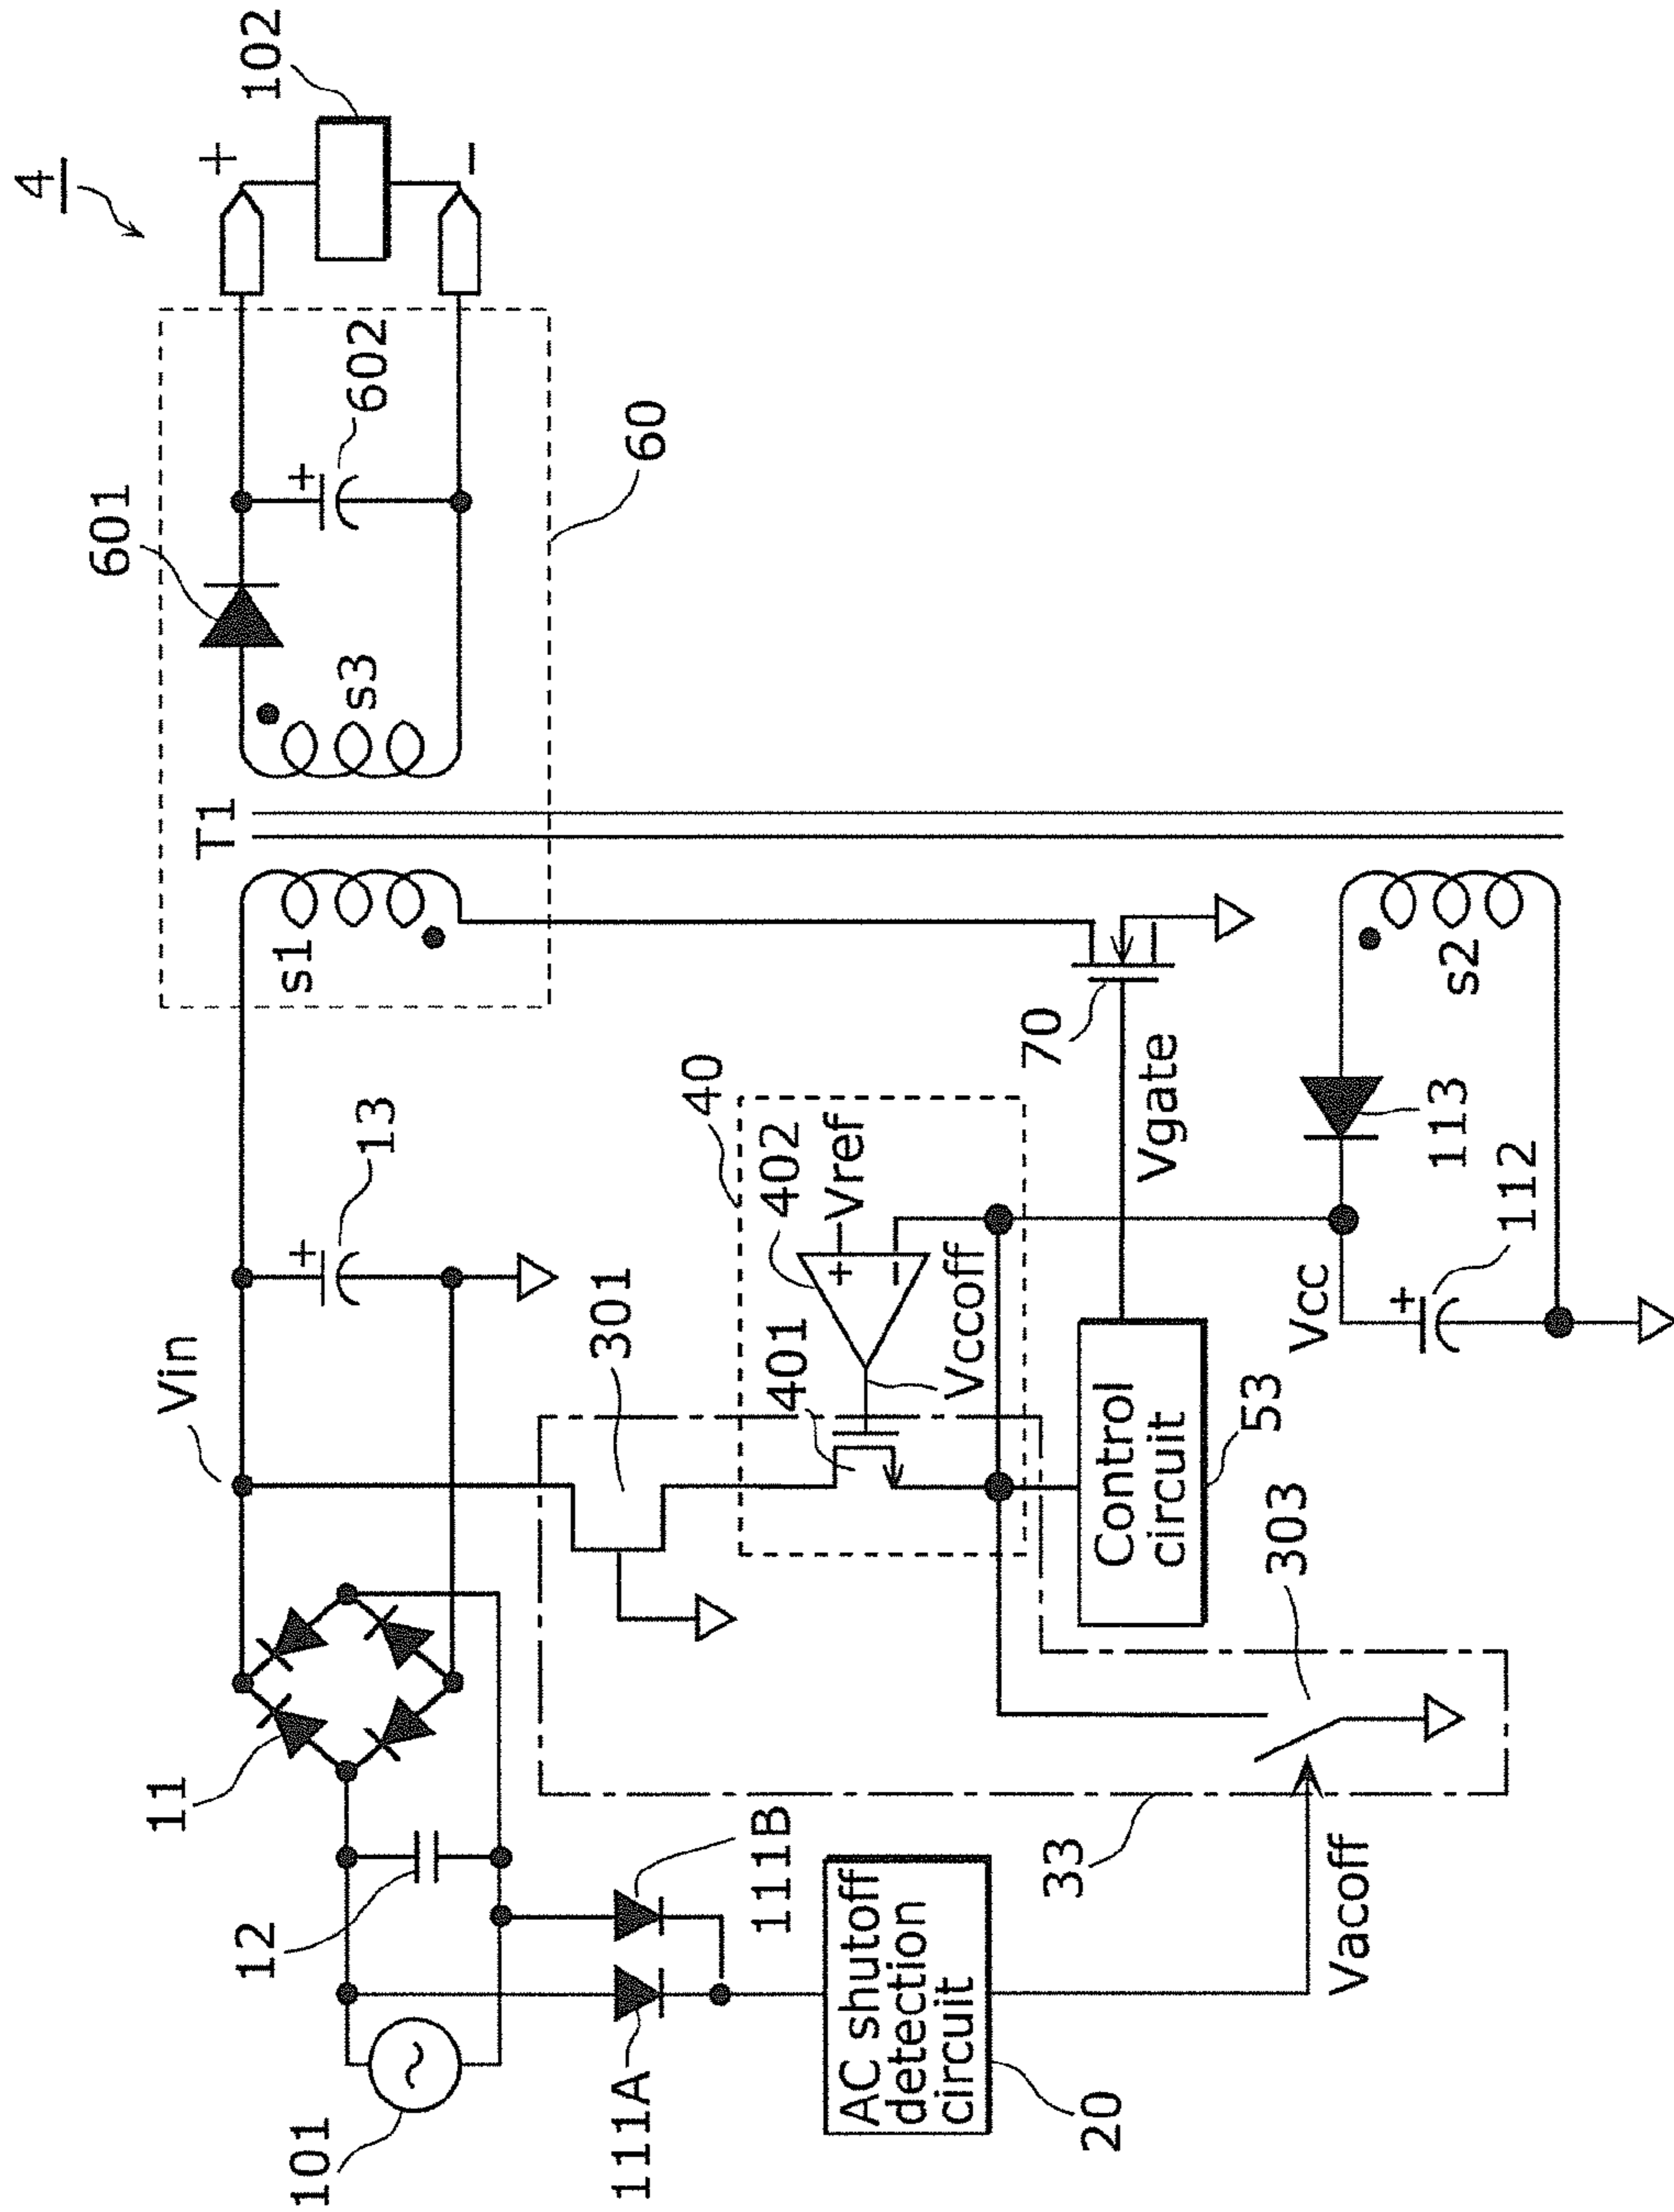 4
102
+
−
601
602
60
s3
T1
s1
s2
Vin
13
+
+
11
12
101
111A
111B
301
40
402
+
−
Vref
401
Vccoff
70
Vgate
Control
circuit
53
Vcc
+
112
113
303
33
AC shutoff
detection
circuit
20
Vacoff